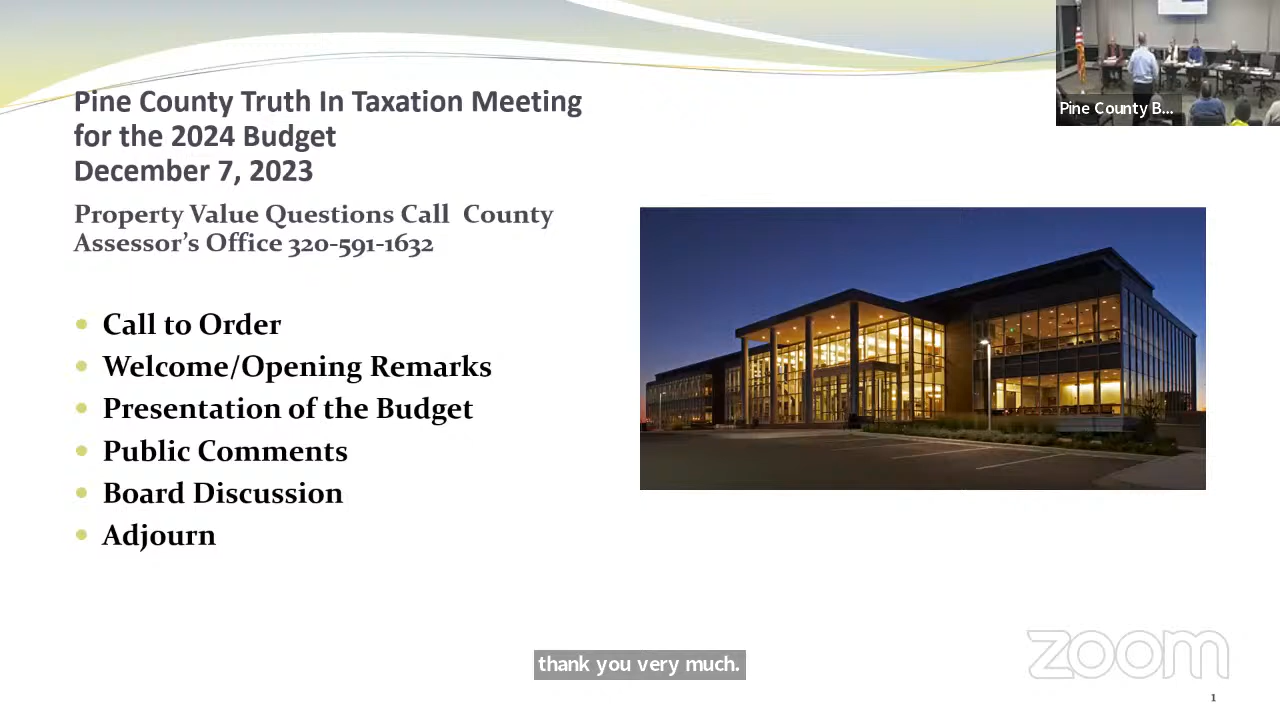 Pine County Truth In Taxation Meeting
for the 2024 Budget
December 7, 2023
Property Value Questions Call County
Assessor's Office 320-591-1632
Call to Order
Welcome/Opening Remarks
Presentation of the Budget
Public Comments
Board Discussion
Adjourn
Pine County B...
thank you very much.
zoom
1